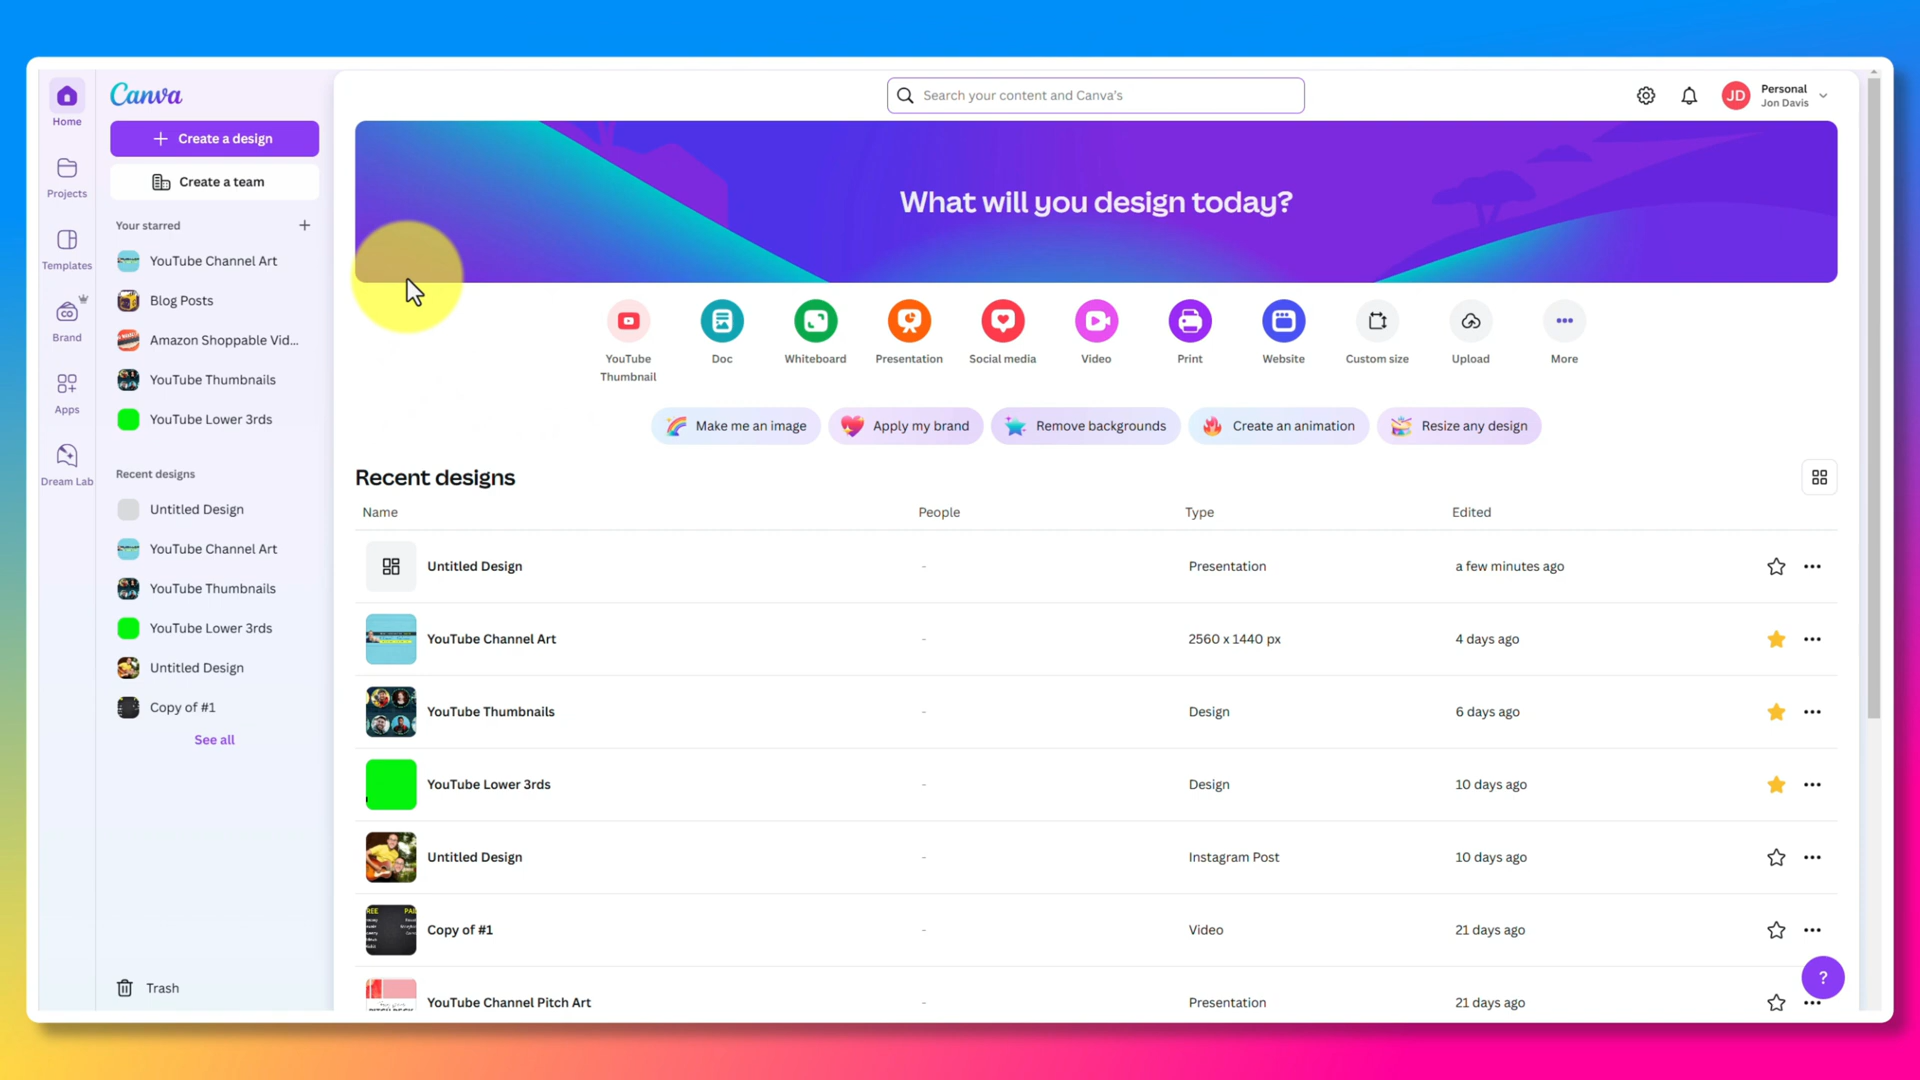 Home
Projects
Templates
Brand
Apps
Dream Lab
Canva
Create a design
Create a team
Your starred
YouTube Channel Art
Blog Posts
Amazon Shoppable Vid...
YouTube Thumbnails
YouTube Lower 3rds
Recent designs
Untitled Design
YouTube Channel Art
YouTube Thumbnails
YouTube Lower 3rds
Untitled Design
Copy of #1
See all
Trash
Search your content and Canva's
JD
Personal
Jon Davis
What will you design today?
YouTube
Thumbnail
Doc
Whiteboard
Presentation
Social media
Video
Print
Website
Custom size
Upload
More
Make me an image
Apply my brand
Remove backgrounds
Create an animation
Resize any design
Recent designs
Name People Type Edited
Untitled Design - Presentation a few minutes ago
YouTube Channel Art - 2560 x 1440 px 4 days ago
YouTube Thumbnails - Design 6 days ago
YouTube Lower 3rds - Design 10 days ago
Untitled Design - Instagram Post 10 days ago
Copy of #1 - Video 21 days ago
YouTube Channel Pitch Art Presentation 21 days ago
?